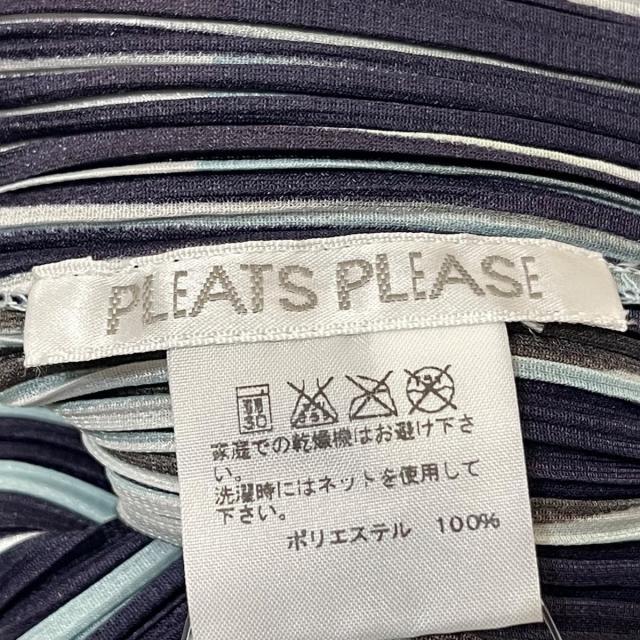 PLEATS PLEASE
30
家庭での乾燥機はお避け下さ
い。
洗濯時にはネットを使用して
下さい。
ポリエステル 100%